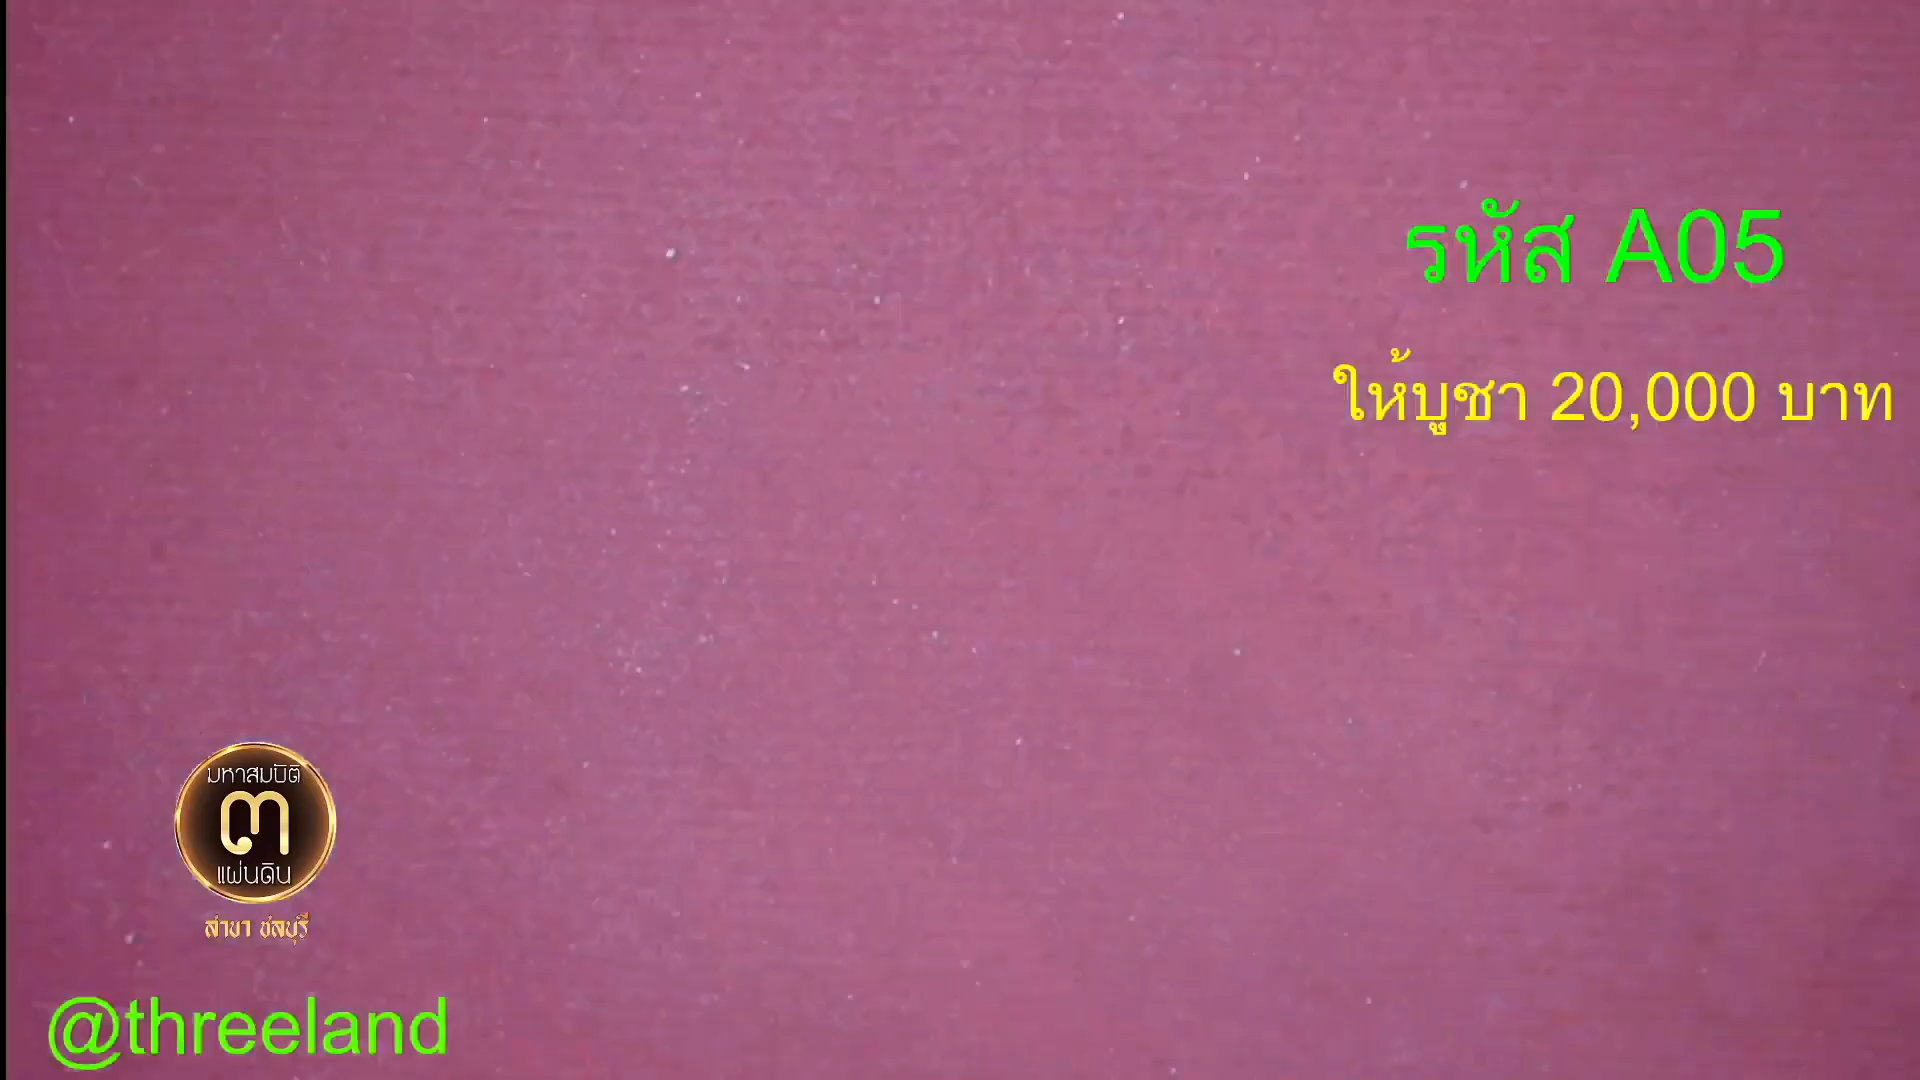 รหัส A05
ให้บูชา 20,000 บาท
มหาสมบัติ
๓
แผ่นดิน
สาขา ชลบุรี
@threeland